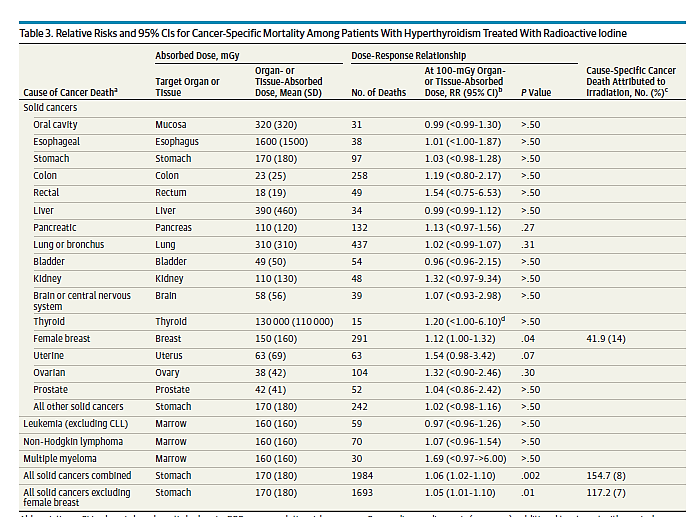 Table 3. Relative Risks and 95% CIs for Cancer-Specific Mortality Among Patients With Hyperthyroidism Treated With Radioactive Iodine
Absorbed Dose, mGy Dose-Response Relationship
Cause of Cancer Deathᵃ Target Organ or Tissue Organ- or Tissue-Absorbed Dose, Mean (SD) No. of Deaths At 100-mGy Organ- or Tissue-Absorbed Dose, RR (95% CI)ᵇ P Value Cause-Specific Cancer Death Attributed to Irradiation, No. (%)ᶜ
Solid cancers
Oral cavity Mucosa 320 (320) 31 0.99 (<0.99-1.30) >.50
Esophageal Esophagus 1600 (1500) 38 1.01 (<1.00-1.87) >.50
Stomach Stomach 170 (180) 97 1.03 (<0.98-1.28) >.50
Colon Colon 23 (25) 258 1.19 (<0.80-2.17) >.50
Rectal Rectum 18 (19) 49 1.54 (<0.75-6.53) >.50
Liver Liver 390 (460) 34 0.99 (<0.99-1.12) >.50
Pancreatic Pancreas 110 (120) 132 1.13 (<0.97-1.56) .27
Lung or bronchus Lung 310 (310) 437 1.02 (<0.99-1.07) .31
Bladder Bladder 49 (50) 54 0.96 (<0.96-2.15) >.50
Kidney Kidney 110 (130) 48 1.32 (<0.97-9.34) >.50
Brain or central nervous system Brain 58 (56) 39 1.07 (<0.93-2.98) >.50
Thyroid Thyroid 130 000 (110 000) 15 1.20 (<1.00-6.10)ᵈ >.50
Female breast Breast 150 (160) 291 1.12 (1.00-1.32) .04 41.9 (14)
Uterine Uterus 63 (69) 63 1.54 (0.98-3.42) .07
Ovarian Ovary 38 (42) 104 1.32 (<0.90-2.46) .30
Prostate Prostate 42 (41) 52 1.04 (<0.86-2.42) >.50
All other solid cancers Stomach 170 (180) 242 1.02 (<0.98-1.16) >.50
Leukemia (excluding CLL) Marrow 160 (160) 59 0.97 (<0.96-1.26) >.50
Non-Hodgkin lymphoma Marrow 160 (160) 70 1.07 (<0.96-1.54) >.50
Multiple myeloma Marrow 160 (160) 30 1.69 (<0.97->6.00) >.50
All solid cancers combined Stomach 170 (180) 1984 1.06 (1.02-1.10) .002 154.7 (8)
All solid cancers excluding female breast Stomach 170 (180) 1693 1.05 (1.01-1.10) .01 117.2 (7)